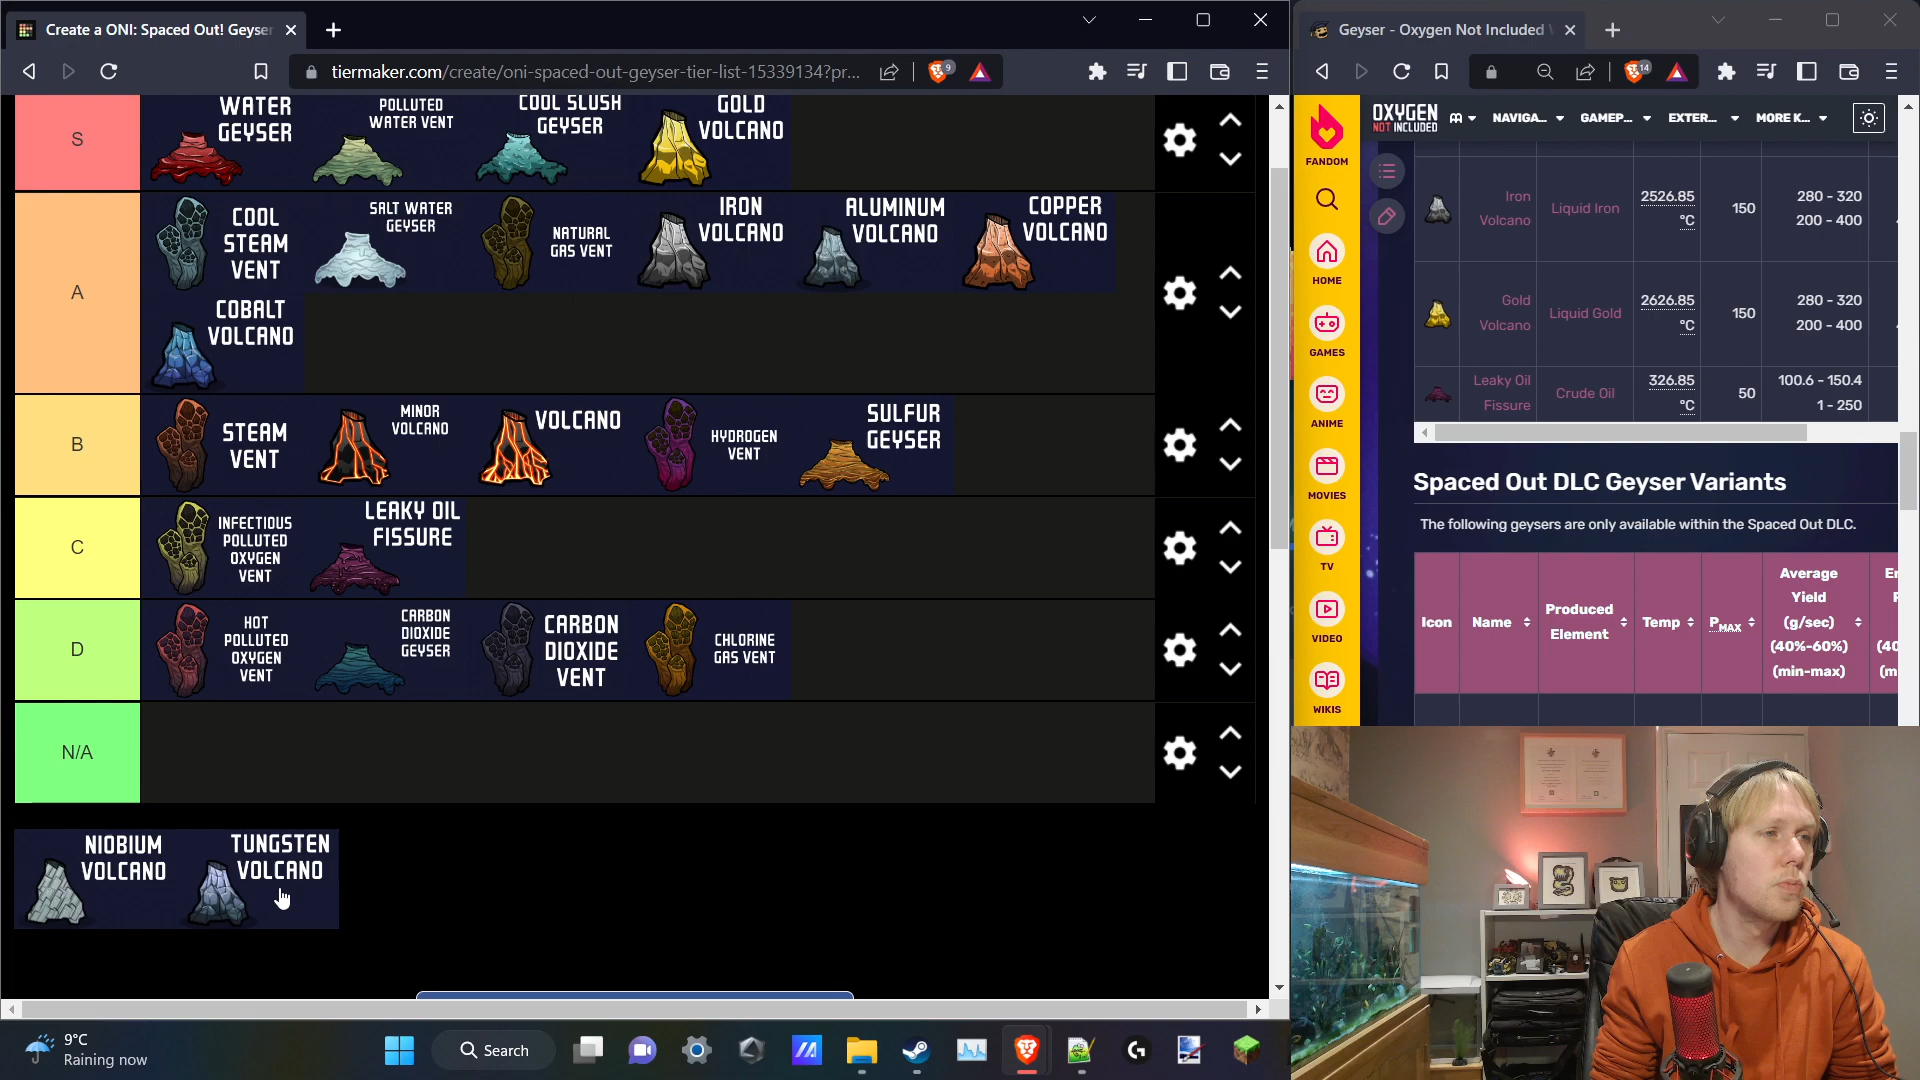 Create a ONI: Spaced Out! Geyser
tiermaker.com/create/oni-spaced-out-geyser-tier-list-15339134?pr...
9
S
WATER
GEYSER
POLLUTED
WATER VENT
COOL SLUSH
GEYSER
GOLD
VOLCANO
A
COOL
STEAM
VENT
SALT WATER
GEYSER
NATURAL
GAS VENT
IRON
VOLCANO
ALUMINUM
VOLCANO
COPPER
VOLCANO
COBALT
VOLCANO
B
STEAM
VENT
MINOR
VOLCANO
VOLCANO
HYDROGEN
VENT
SULFUR
GEYSER
C
INFECTIOUS
POLLUTED
OXYGEN
VENT
LEAKY OIL
FISSURE
D
HOT
POLLUTED
OXYGEN
VENT
CARBON
DIOXIDE
GEYSER
CARBON
DIOXIDE
VENT
CHLORINE
GAS VENT
N/A
NIOBIUM
VOLCANO
TUNGSTEN
VOLCANO
9°C
Raining now
Search
Geyser - Oxygen Not Included
14
FANDOM
HOME
GAMES
ANIME
MOVIES
TV
VIDEO
WIKIS
OXYGEN
NOT INCLUDED
NAVIGA...
GAMEP...
EXTER...
MORE K...
Iron
Volcano
Liquid Iron
2526.85
°C
150
280 - 320
200 - 400
Gold
Volcano
Liquid Gold
2626.85
°C
150
280 - 320
200 - 400
Leaky Oil
Fissure
Crude Oil
326.85
°C
50
100.6 - 150.4
1 - 250
Spaced Out DLC Geyser Variants
The following geysers are only available within the Spaced Out DLC.
Icon
Name
Produced
Element
Temp
PMAX
Average
Yield
(g/sec)
(40%-60%)
(min-max)